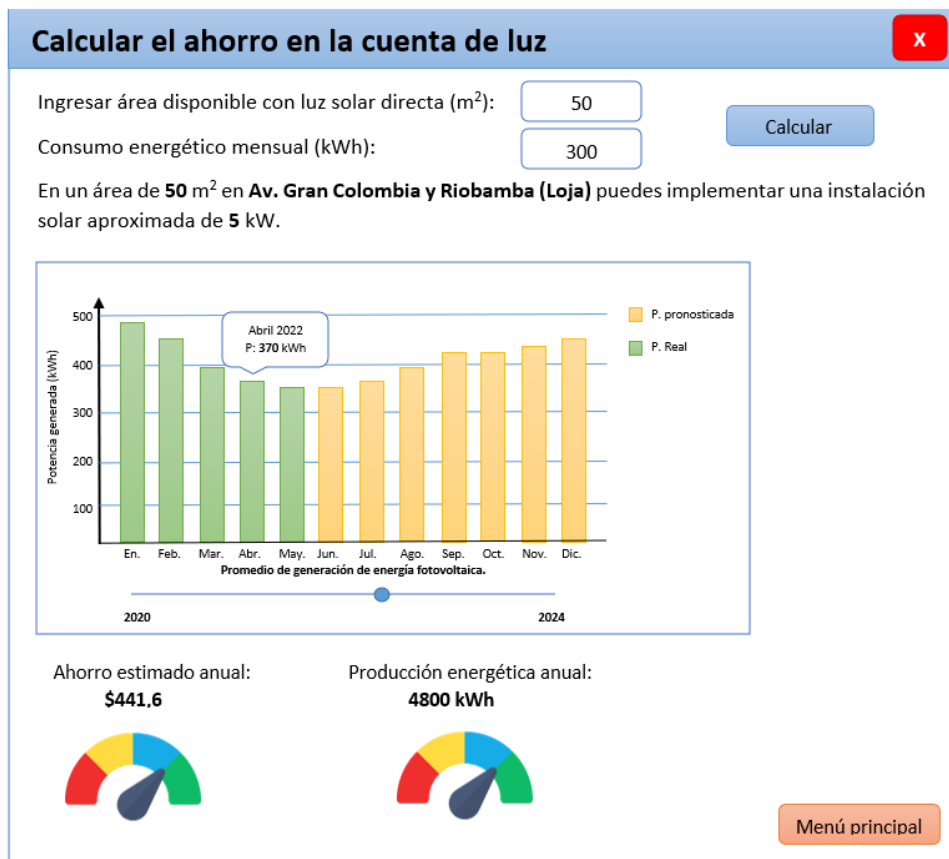 Calcular el ahorro en la cuenta de luz
X
Ingresar área disponible con luz solar directa (m²):
50
Calcular
Consumo energético mensual (kWh):
300
En un área de 50 m² en Av. Gran Colombia y Riobamba (Loja) puedes implementar una instalación
solar aproximada de 5 kW.
Potencia generada (kWh)
500
400
300
200
100
Abril 2022
P: 370 kWh
P. pronosticada
P. Real
En. Feb. Mar. Abr. May. Jun. Jul. Ago. Sep. Oct. Nov. Dic.
Promedio de generación de energía fotovoltaica.
2020
2024
Ahorro estimado anual:
$441,6
Producción energética anual:
4800 kWh
Menú principal